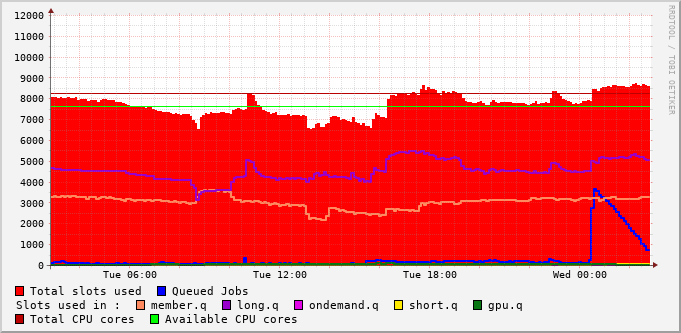 12000
11000
10000
9000
8000
7000
6000
5000
4000
3000
2000
1000
0
Tue 06:00 Tue 12:00 Tue 18:00 Wed 00:00
RRDTOOL / TOBI OETIKER
Total slots used Queued Jobs
Slots used in : member.q long.q ondemand.q short.q gpu.q
Total CPU cores Available CPU cores